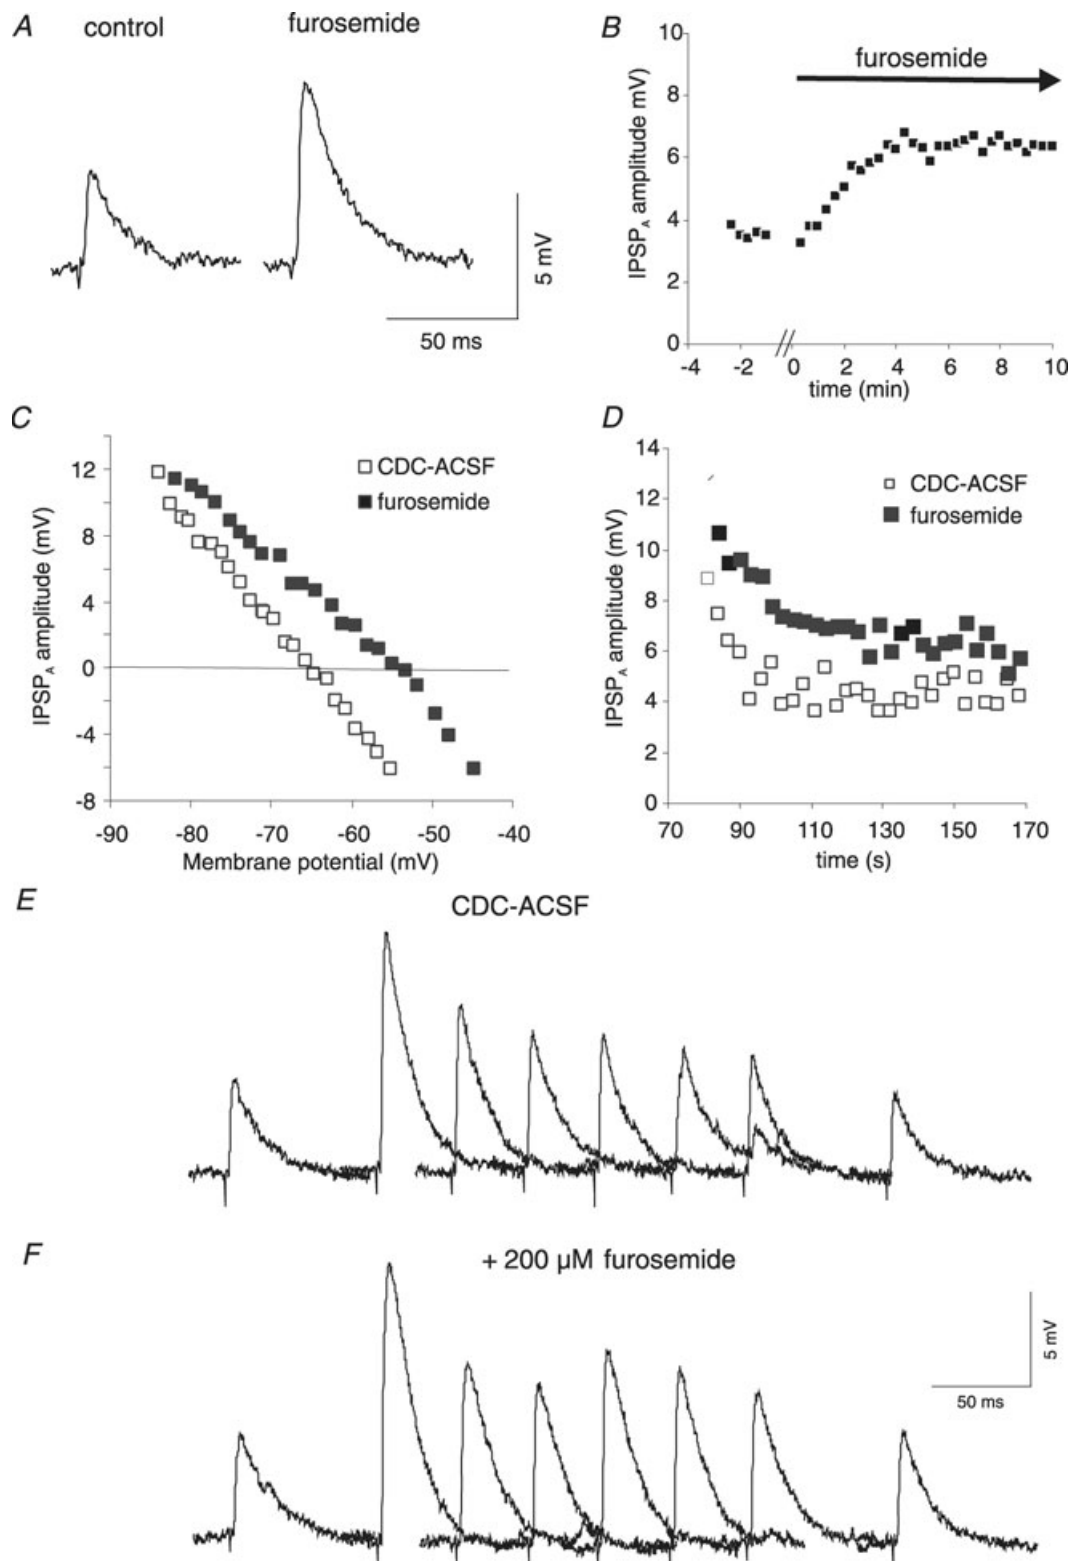 A
control
furosemide
5 mV
50 ms
B
furosemide
IPSP_A amplitude mV)
10
8
6
4
2
0
-4
-2
0
2
4
6
8
10
time (min)
C
CDC-ACSF
furosemide
IPSP_A amplitude (mV)
12
8
4
0
-4
-8
-90
-80
-70
-60
-50
-40
Membrane potential (mV)
D
CDC-ACSF
furosemide
IPSP_A amplitude (mV)
14
12
10
8
6
4
2
0
70
90
110
130
150
170
time (s)
E
CDC-ACSF
F
+ 200 µM furosemide
5 mV
50 ms